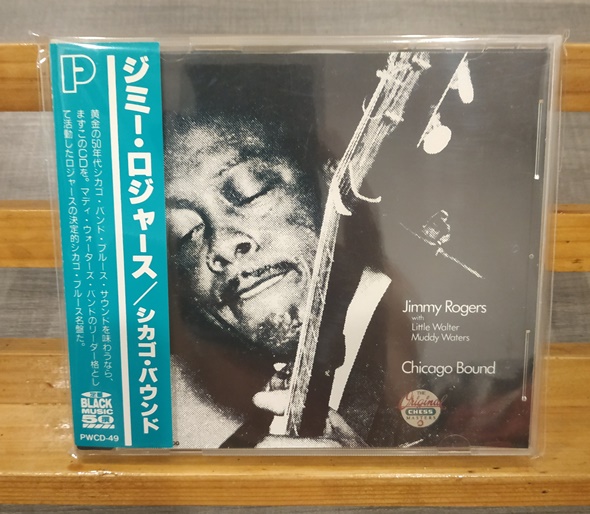 P
ジミー・ロジャース/シカゴ・バウンド
黄金の50年代シカゴ・バンド・ブルース・サウンドを味わうなら、
まずこのCDを。マディ・ウォーターズ・バンドのリーダー格とし
て活動したロジャースの決定的シカゴ・ブルース名盤だ。
BLACK
MUSIC
50
PWCD-49
Jimmy Rogers
with
Little Walter
Muddy Waters
Chicago Bound
THE
Original
CHESS
MASTERS